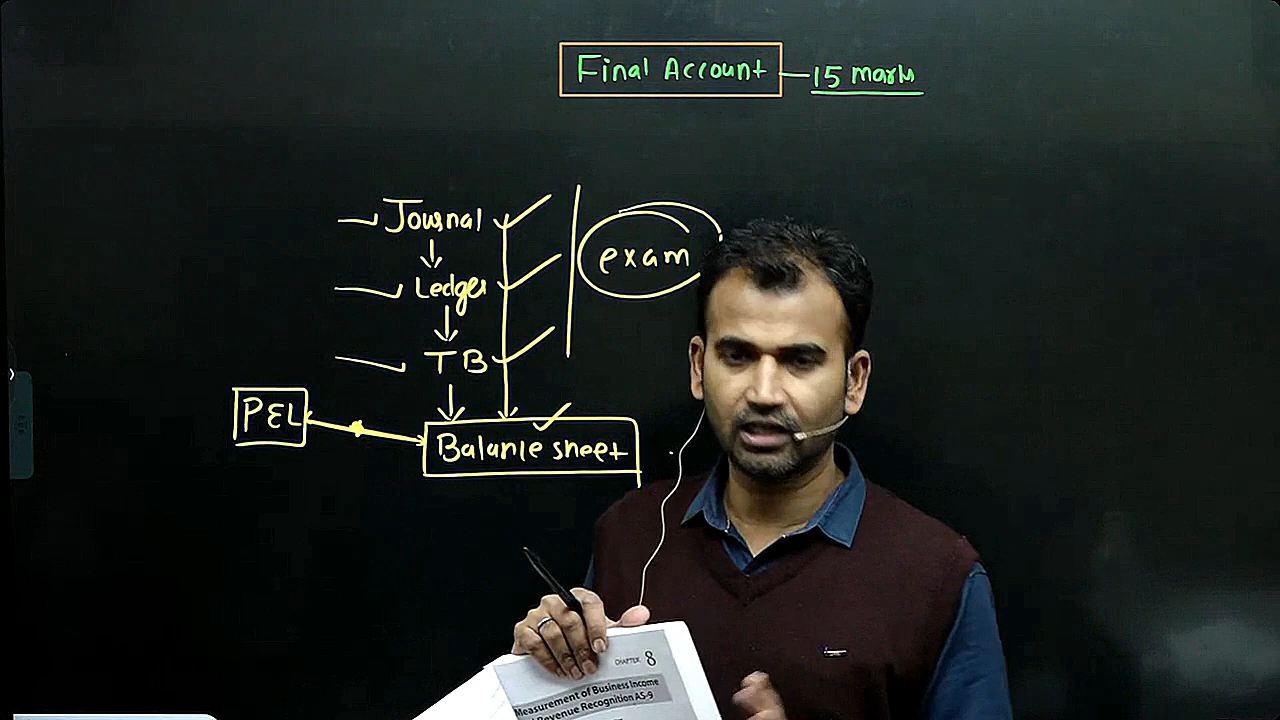 Final Account — 15 marks
Journal
exam
Ledger
TB
P&L
Balance sheet
CHAPTER 8
Measurement of Business Income
Revenue Recognition AS-9